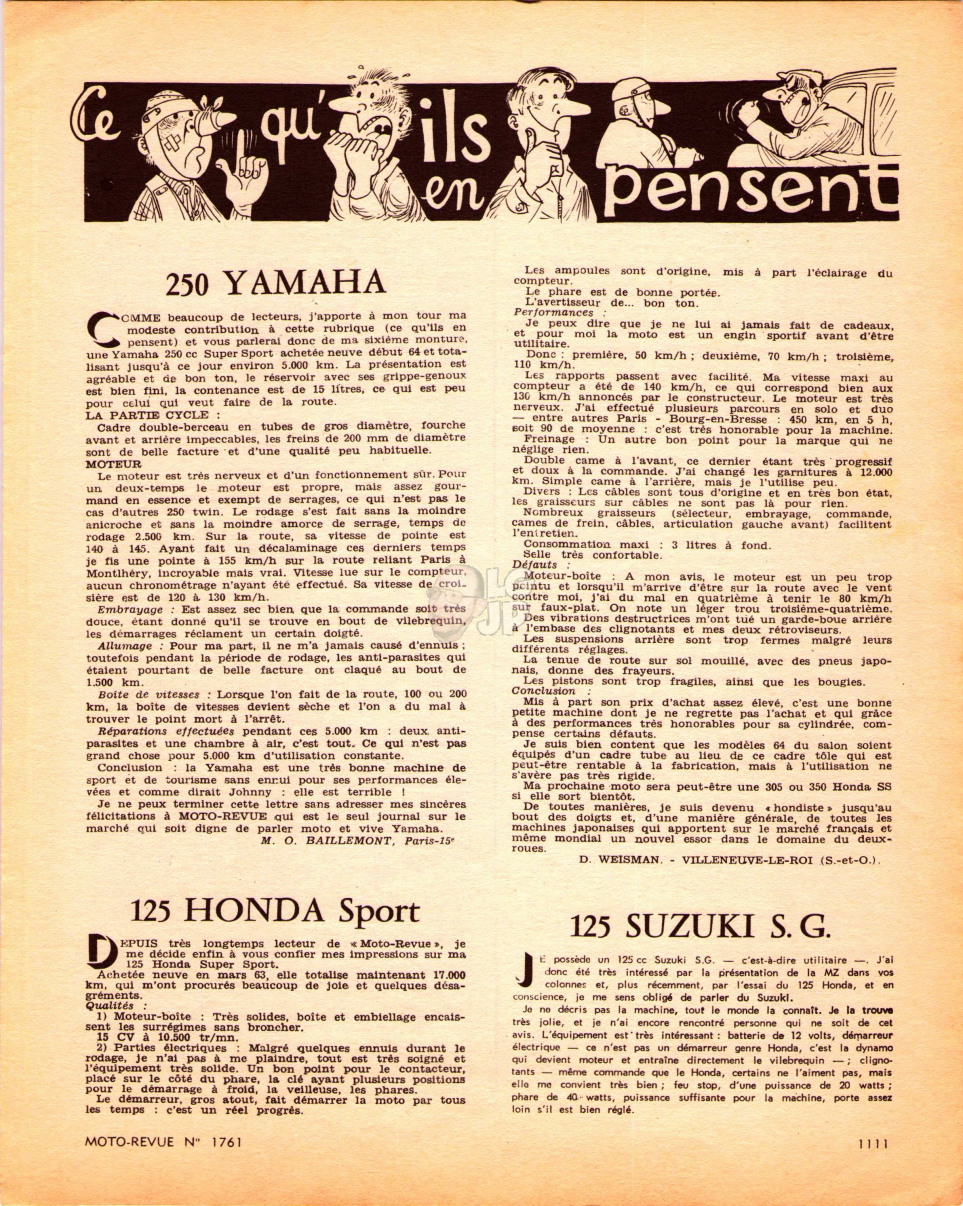 Ce qu'ils en pensent
250 YAMAHA
COMME beaucoup de lecteurs, j'apporte à mon tour ma
modeste contribution à cette rubrique (ce qu'ils en
pensent) et vous parlerai donc de ma sixième monture,
une Yamaha 250 cc Super Sport achetée neuve début 64 et tota-
lisant jusqu'à ce jour environ 5.000 km. La présentation est
agréable et de bon ton, le réservoir avec ses grippe-genoux
est bien fini, la contenance est de 15 litres, ce qui est peu
pour celui qui veut faire de la route.
LA PARTIE CYCLE :
Cadre double-berceau en tubes de gros diamètre, fourche
avant et arrière impeccables, les freins de 200 mm de diamètre
sont de belle facture et d'une qualité peu habituelle.
MOTEUR
Le moteur est très nerveux et d'un fonctionnement sûr. Pour
un deux-temps le moteur est propre, mais assez gour-
mand en essence et exempt de serrages, ce qui n'est pas le
cas d'autres 250 twin. Le rodage s'est fait sans la moindre
anicroche et sans la moindre amorce de serrage, temps de
rodage 2.500 km. Sur la route, sa vitesse de pointe est
140 à 145. Ayant fait un décalaminage ces derniers temps
je fis une pointe à 155 km/h sur la route reliant Paris à
Montlhéry, incroyable mais vrai. Vitesse lue sur le compteur,
aucun chronométrage n'ayant été effectué. Sa vitesse de croi-
sière est de 120 à 130 km/h.
Embrayage : Est assez sec bien que la commande soit très
douce, étant donné qu'il se trouve en bout de vilebrequin,
les démarrages réclament un certain doigté.
Allumage : Pour ma part, il ne m'a jamais causé d'ennuis ;
toutefois pendant la période de rodage, les anti-parasites qui
étaient pourtant de belle facture ont claqué au bout de
1.500 km.
Boîte de vitesses : Lorsque l'on fait de la route, 100 ou 200
km, la boîte de vitesses devient sèche et l'on a du mal à
trouver le point mort à l'arrêt.
Réparations effectuées pendant ces 5.000 km : deux anti-
parasites et une chambre à air, c'est tout. Ce qui n'est pas
grand chose pour 5.000 km d'utilisation constante.
Conclusion : la Yamaha est une très bonne machine de
sport et de tourisme sans ennui pour ses performances éle-
vées et comme dirait Johnny : elle est terrible !
Je ne peux terminer cette lettre sans adresser mes sincères
félicitations à MOTO-REVUE qui est le seul journal sur le
marché qui soit digne de parler moto et vive Yamaha.
M. O. BAILLEMONT, Paris-15e
125 HONDA Sport
DEPUIS très longtemps lecteur de « Moto-Revue », je
me décide enfin à vous confier mes impressions sur ma
125 Honda Super Sport.
Achetée neuve en mars 63, elle totalise maintenant 17.000
km, qui m'ont procurés beaucoup de joie et quelques désa-
gréments.
Qualités :
1) Moteur-boîte : Très solides, boîte et embiellage encais-
sent les surrégimes sans broncher.
15 CV à 10.500 tr/mn.
2) Parties électriques : Malgré quelques ennuis durant le
rodage, je n'ai pas à me plaindre, tout est très soigné et
l'équipement très solide. Un bon point pour le contacteur,
placé sur le côté du phare, la clé ayant plusieurs positions
pour le démarrage à froid, la veilleuse, les phares.
Le démarreur, gros atout, fait démarrer la moto par tous
les temps : c'est un réel progrès.
Les ampoules sont d'origine, mis à part l'éclairage du
compteur.
Le phare est de bonne portée.
L'avertisseur de... bon ton.
Performances :
Je peux dire que je ne lui ai jamais fait de cadeaux,
et pour moi la moto est un engin sportif avant d'être
utilitaire.
Donc : première, 50 km/h ; deuxième, 70 km/h ; troisième,
110 km/h.
Les rapports passent avec facilité. Ma vitesse maxi au
compteur a été de 140 km/h, ce qui correspond bien aux
130 km/h annoncés par le constructeur. Le moteur est très
nerveux. J'ai effectué plusieurs parcours en solo et duo
— entre autres Paris - Bourg-en-Bresse : 450 km, en 5 h,
soit 90 de moyenne : c'est très honorable pour la machine.
Freinage : Un autre bon point pour la marque qui ne
néglige rien.
Double came à l'avant, ce dernier étant très progressif
et doux à la commande. J'ai changé les garnitures à 12.000
km. Simple came à l'arrière, mais je l'utilise peu.
Divers : Les câbles sont tous d'origine et en très bon état,
les graisseurs sur câbles ne sont pas là pour rien.
Nombreux graisseurs (sélecteur, embrayage, commande,
cames de frein, câbles, articulation gauche avant) facilitent
l'entretien.
Consommation maxi : 3 litres à fond.
Selle très confortable.
Défauts :
Moteur-boîte : A mon avis, le moteur est un peu trop
pointu et lorsqu'il m'arrive d'être sur la route avec le vent
contre moi, j'ai du mal en quatrième à tenir le 80 km/h
sur faux-plat. On note un léger trou troisième-quatrième.
Des vibrations destructrices m'ont tué un garde-boue arrière
à l'embase des clignotants et mes deux rétroviseurs.
Les suspensions arrière sont trop fermes malgré leurs
différents réglages.
La tenue de route sur sol mouillé, avec des pneus japo-
nais, donne des frayeurs.
Les pistons sont trop fragiles, ainsi que les bougies.
Conclusion :
Mis à part son prix d'achat assez élevé, c'est une bonne
petite machine dont je ne regrette pas l'achat et qui grâce
à des performances très honorables pour sa cylindrée, com-
pense certains défauts.
Je suis bien content que les modèles 64 du salon soient
équipés d'un cadre tube au lieu de ce cadre tôle qui est
peut-être rentable à la fabrication, mais à l'utilisation ne
s'avère pas très rigide.
Ma prochaine moto sera peut-être une 305 ou 350 Honda SS
si elle sort bientôt.
De toutes manières, je suis devenu « hondiste » jusqu'au
bout des doigts et, d'une manière générale, de toutes les
machines japonaises qui apportent sur le marché français et
même mondial un nouvel essor dans le domaine du deux-
roues.
D. WEISMAN. - VILLENEUVE-LE-ROI (S.-et-O.).
125 SUZUKI S. G.
JE possède un 125 cc Suzuki S.G. — c'est-à-dire utilitaire —. J'ai
donc été très intéressé par la présentation de la MZ dans vos
colonnes et, plus récemment, par l'essai du 125 Honda, et en
conscience, je me sens obligé de parler du Suzuki.
Je ne décris pas la machine, tout le monde la connaît. Je la trouve
très jolie, et je n'ai encore rencontré personne qui ne soit de cet
avis. L'équipement est très intéressant : batterie de 12 volts, démarreur
électrique — ce n'est pas un démarreur genre Honda, c'est la dynamo
qui devient moteur et entraîne directement le vilebrequin — ; cligno-
tants — même commande que le Honda, certains ne l'aiment pas, mais
elle me convient très bien ; feu stop, d'une puissance de 20 watts ;
phare de 40 watts, puissance suffisante pour la machine, porte assez
loin s'il est bien réglé.
MOTO-REVUE N° 1761
1111